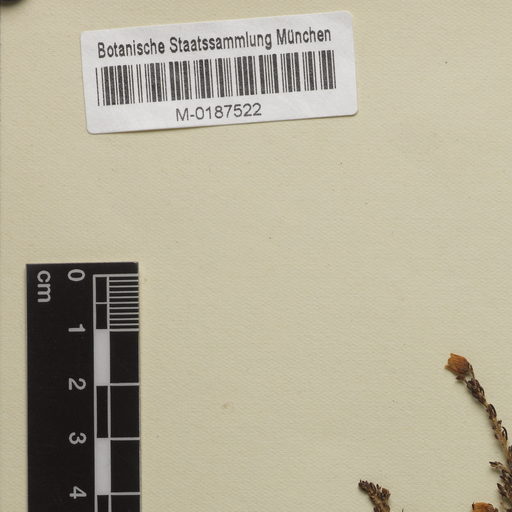 Botanische Staatssammlung München
M-0187522
cm
0
1
2
3
4